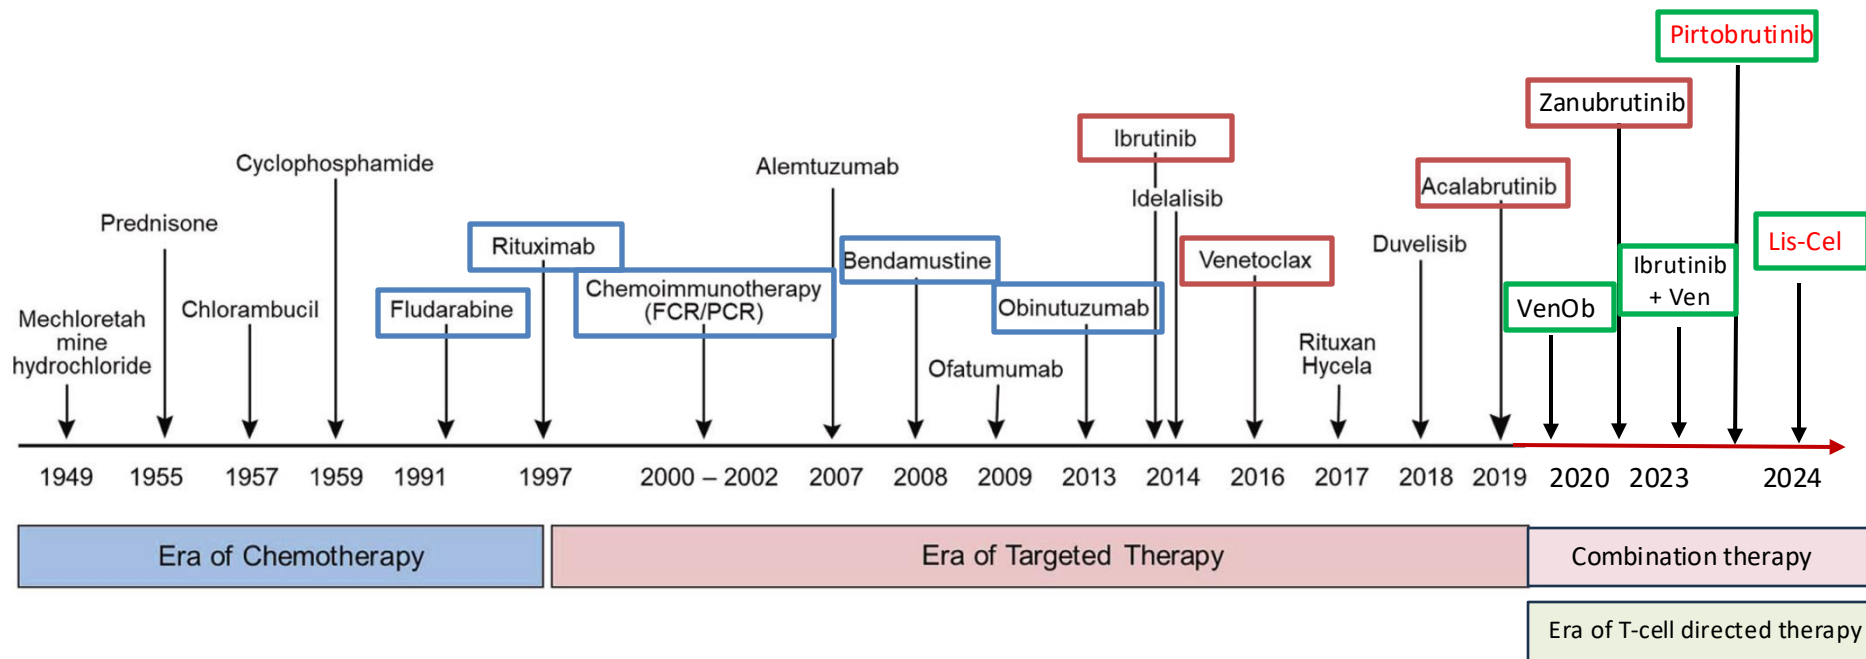 Pirtobrutinib
Zanubrutinib
Ibrutinib
Cyclophosphamide
Alemtuzumab
Acalabrutinib
Idelalisib
Prednisone
Rituximab
Duvelisib
Lis-Cel
Bendamustine
Venetoclax
Ibrutinib
+ Ven
Chemoimmunotherapy
(FCR/PCR)
Chlorambucil
Fludarabine
Obinutuzumab
VenOb
Mechloretah
mine
hydrochloride
Rituxan
Hycela
Ofatumumab
1949 1955 1957 1959 1991 1997 2000 – 2002 2007 2008 2009 2013 2014 2016 2017 2018 2019 2020 2023 2024
Era of Chemotherapy
Era of Targeted Therapy
Combination therapy
Era of T-cell directed therapy